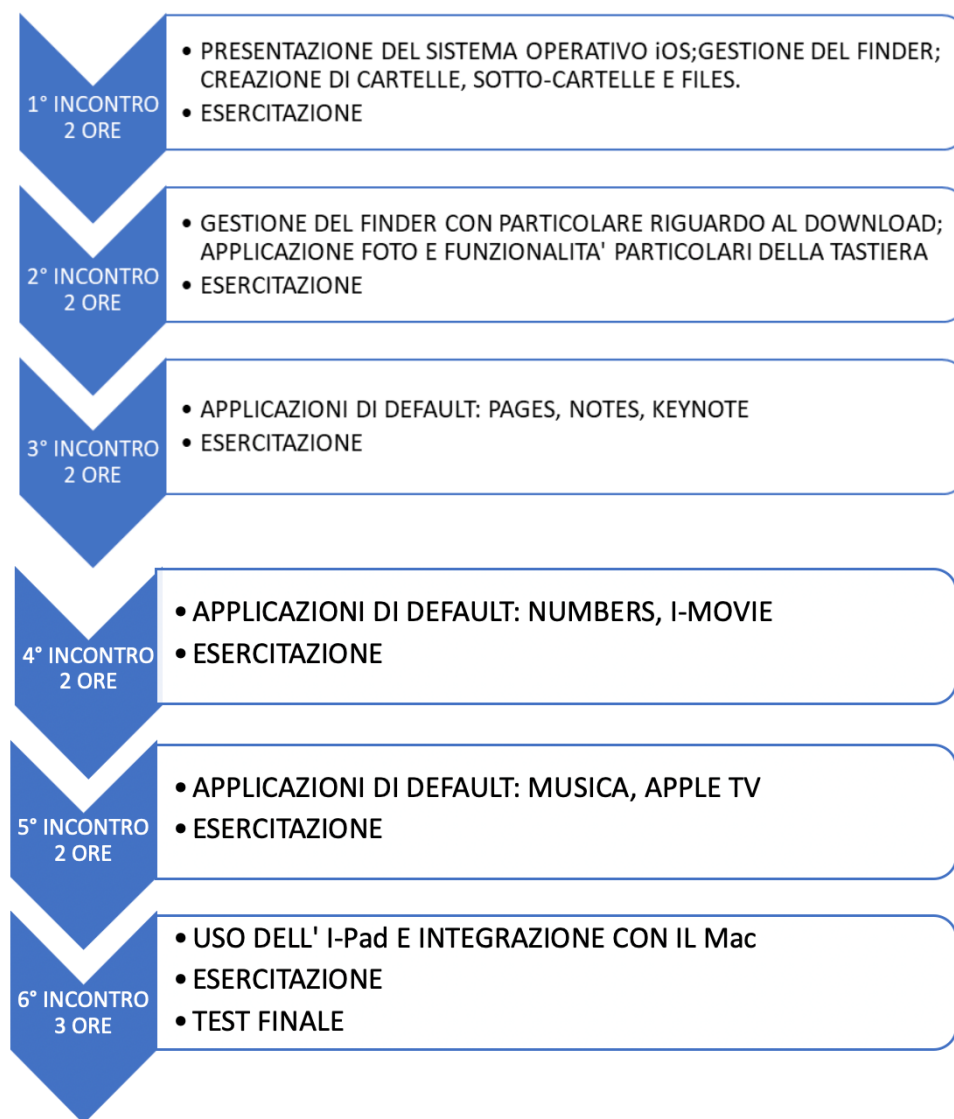 1° INCONTRO
2 ORE
• PRESENTAZIONE DEL SISTEMA OPERATIVO iOS;GESTIONE DEL FINDER;
CREAZIONE DI CARTELLE, SOTTO-CARTELLE E FILES.
• ESERCITAZIONE
2° INCONTRO
2 ORE
• GESTIONE DEL FINDER CON PARTICOLARE RIGUARDO AL DOWNLOAD;
APPLICAZIONE FOTO E FUNZIONALITA' PARTICOLARI DELLA TASTIERA
• ESERCITAZIONE
3° INCONTRO
2 ORE
• APPLICAZIONI DI DEFAULT: PAGES, NOTES, KEYNOTE
• ESERCITAZIONE
4° INCONTRO
2 ORE
• APPLICAZIONI DI DEFAULT: NUMBERS, I-MOVIE
• ESERCITAZIONE
5° INCONTRO
2 ORE
• APPLICAZIONI DI DEFAULT: MUSICA, APPLE TV
• ESERCITAZIONE
6° INCONTRO
3 ORE
• USO DELL' I-Pad E INTEGRAZIONE CON IL Mac
• ESERCITAZIONE
• TEST FINALE